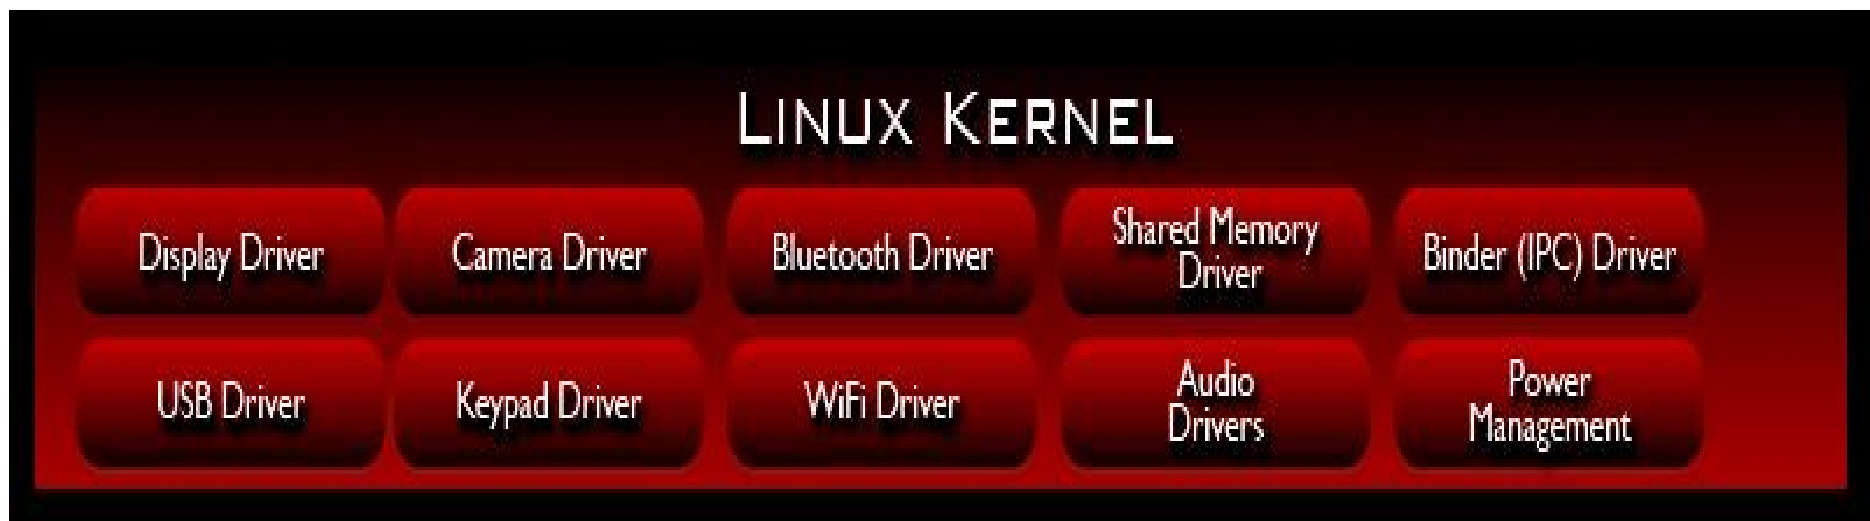 LINUX KERNEL
Display Driver
Camera Driver
Bluetooth Driver
Shared Memory
Driver
Binder (IPC) Driver
USB Driver
Keypad Driver
WiFi Driver
Audio
Drivers
Power
Management